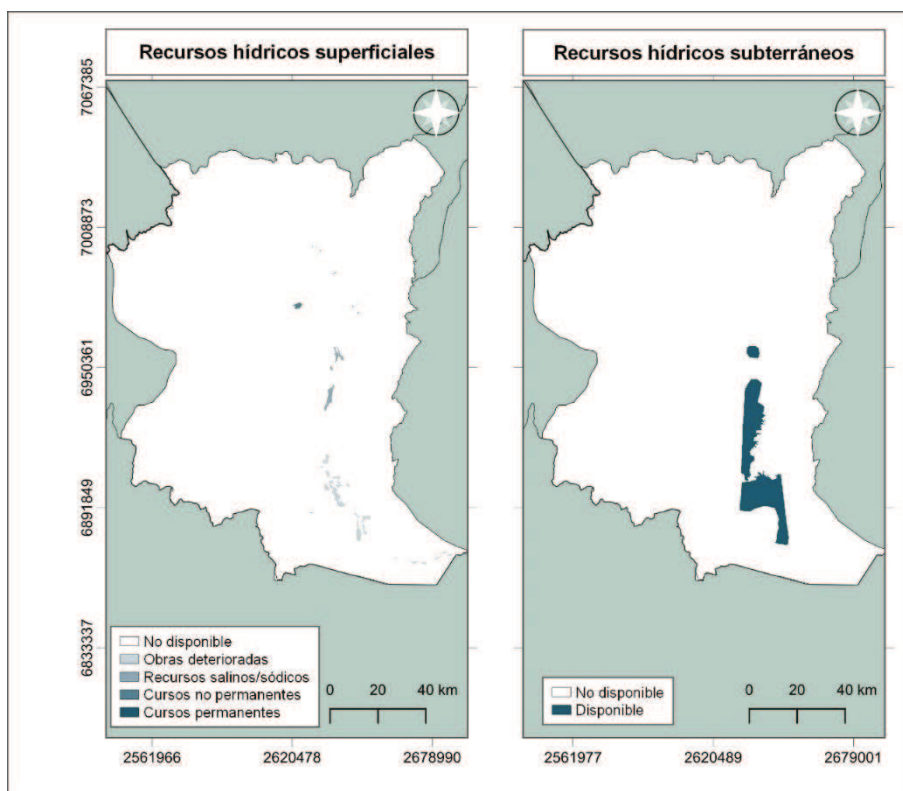 Recursos hídricos superficiales
7067385
7008873
6950361
6891849
6833337
No disponible
Obras deterioradas
Recursos salinos/sódicos
Cursos no permanentes
Cursos permanentes
0 20 40 km
2561966 2620478 2678990
Recursos hídricos subterráneos
No disponible
Disponible
0 20 40 km
2561977 2620489 2679001